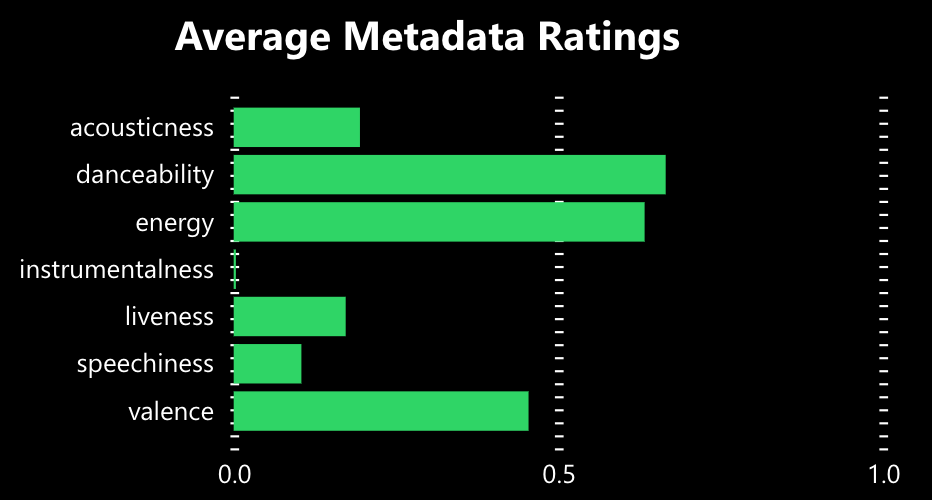 Average Metadata Ratings
acousticness
danceability
energy
instrumentalness
liveness
speechiness
valence
0.0 0.5 1.0